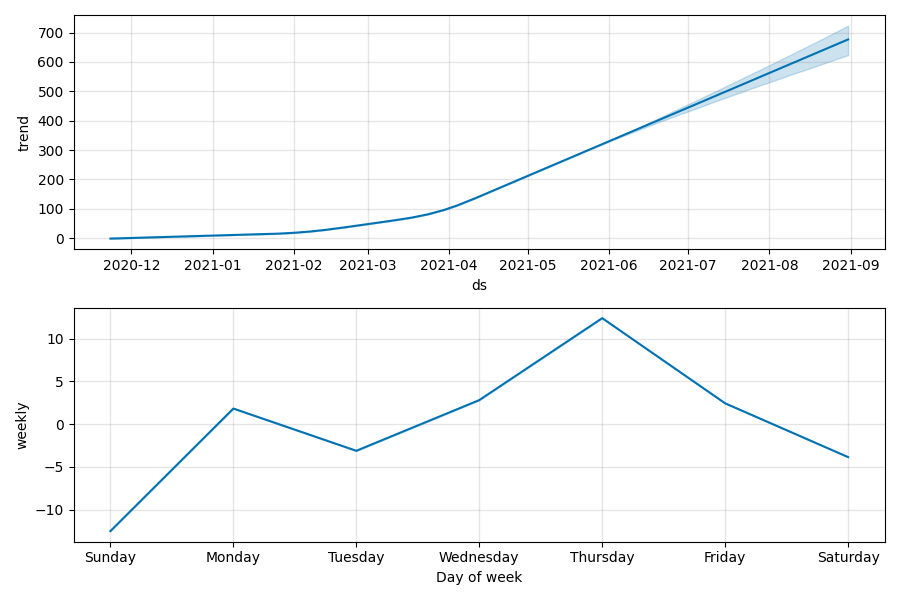 700
600
500
400
300
200
100
0
trend
2020-12 2021-01 2021-02 2021-03 2021-04 2021-05 2021-06 2021-07 2021-08 2021-09
ds
10
5
0
−5
−10
weekly
Sunday Monday Tuesday Wednesday Thursday Friday Saturday
Day of week